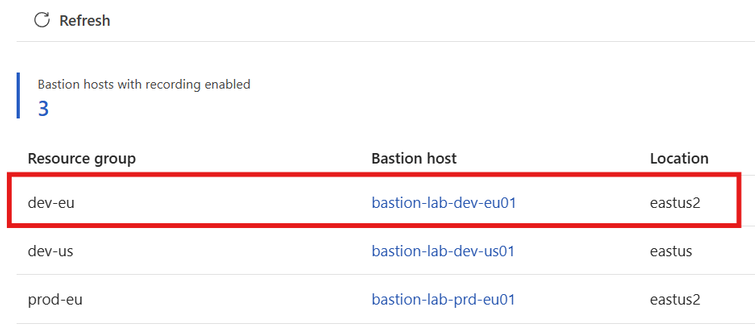 Refresh
Bastion hosts with recording enabled
3
Resource group Bastion host Location
dev-eu bastion-lab-dev-eu01 eastus2
dev-us bastion-lab-dev-us01 eastus
prod-eu bastion-lab-prd-eu01 eastus2